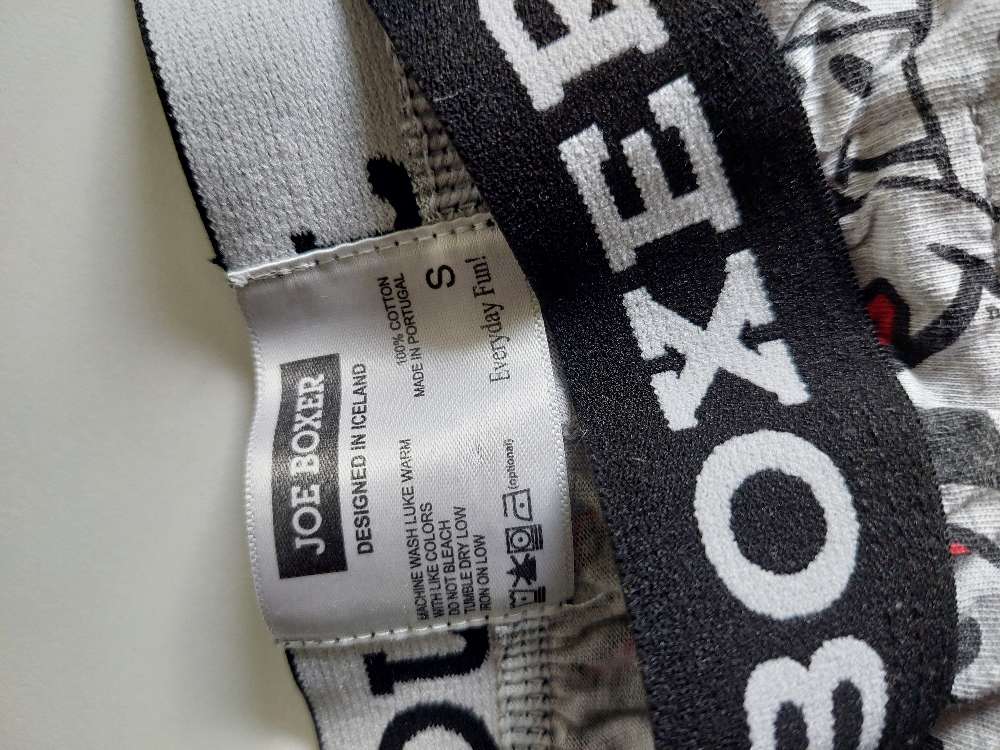 JOE BOXER
DESIGNED IN ICELAND
MACHINE WASH LUKE WARM
WITH LIKE COLORS
DO NOT BLEACH
TUMBLE DRY LOW
IRON ON LOW
(optional)
100% COTTON
MADE IN PORTUGAL
S
Everyday Fun!
BOXER